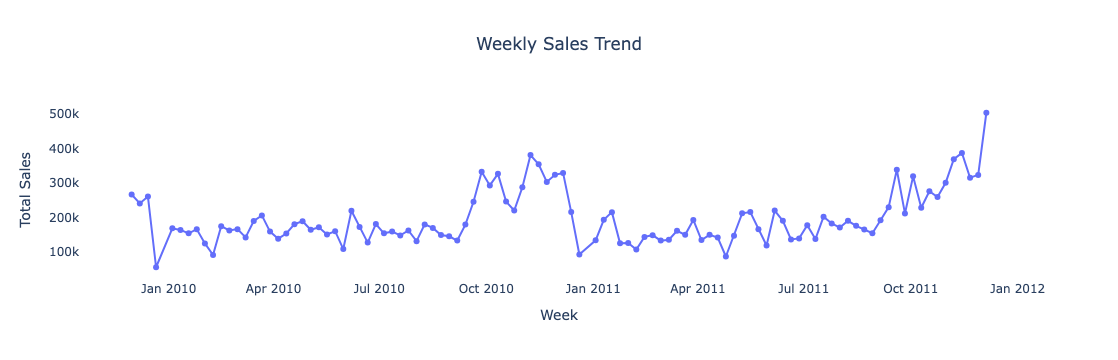 Weekly Sales Trend
500k
400k
300k
200k
100k
Total Sales
Jan 2010 Apr 2010 Jul 2010 Oct 2010 Jan 2011 Apr 2011 Jul 2011 Oct 2011 Jan 2012
Week